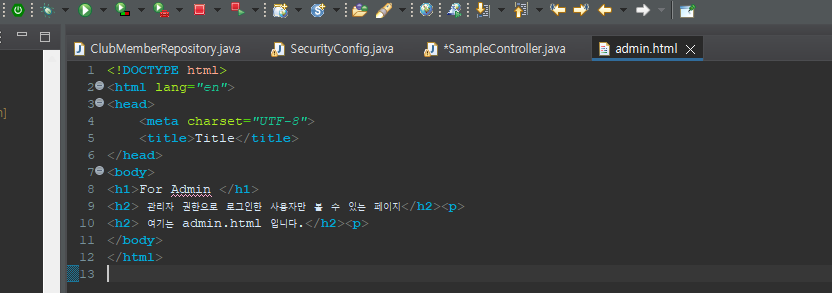 ClubMemberRepository.java SecurityConfig.java *SampleController.java admin.html
1 <!DOCTYPE html>
2 <html lang="en">
3 <head>
4 <meta charset="UTF-8">
5 <title>Title</title>
6 </head>
7 <body>
8 <h1>For Admin </h1>
9 <h2> 관리자 권한으로 로그인한 사용자만 볼 수 있는 페이지</h2><p>
10 <h2> 여기는 admin.html 입니다.</h2><p>
11 </body>
12 </html>
13